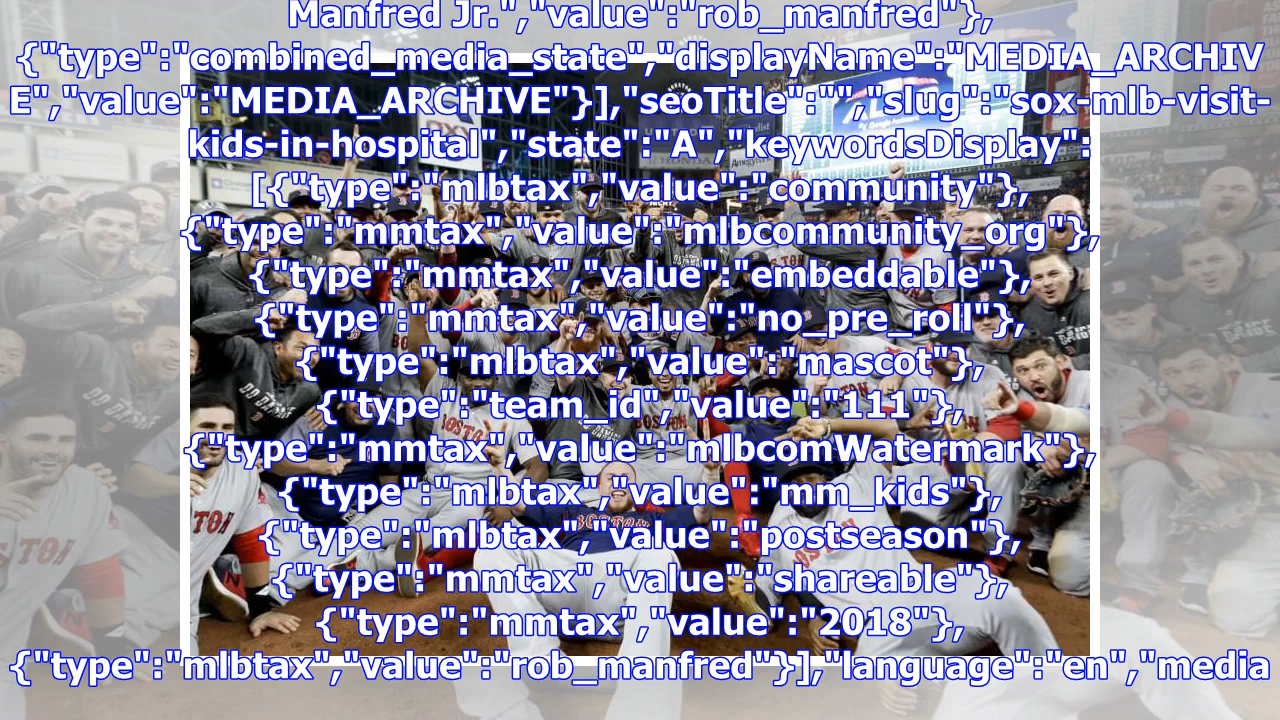 Manfred Jr.","value":"rob_manfred"},
{"type":"combined_media_state","displayName":"MEDIA_ARCHIV
E","value":"MEDIA_ARCHIVE"}],"seoTitle":"","slug":"sox-mlb-visit-
kids-in-hospital","state":"A","keywordsDisplay":
[{"type":"mlbtax","value":"community"},
{"type":"mmtax","value":"mlbcommunity_org"},
{"type":"mmtax","value":"embeddable"},
{"type":"mmtax","value":"no_pre_roll"},
{"type":"mlbtax","value":"mascot"},
{"type":"team_id","value":"111"},
{"type":"mmtax","value":"mlbcomWatermark"},
{"type":"mlbtax","value":"mm_kids"},
{"type":"mlbtax","value":"postseason"},
{"type":"mmtax","value":"shareable"},
{"type":"mmtax","value":"2018"},
{"type":"mlbtax","value":"rob_manfred"}],"language":"en","media
BOSTON
BOSTON
BOSTON